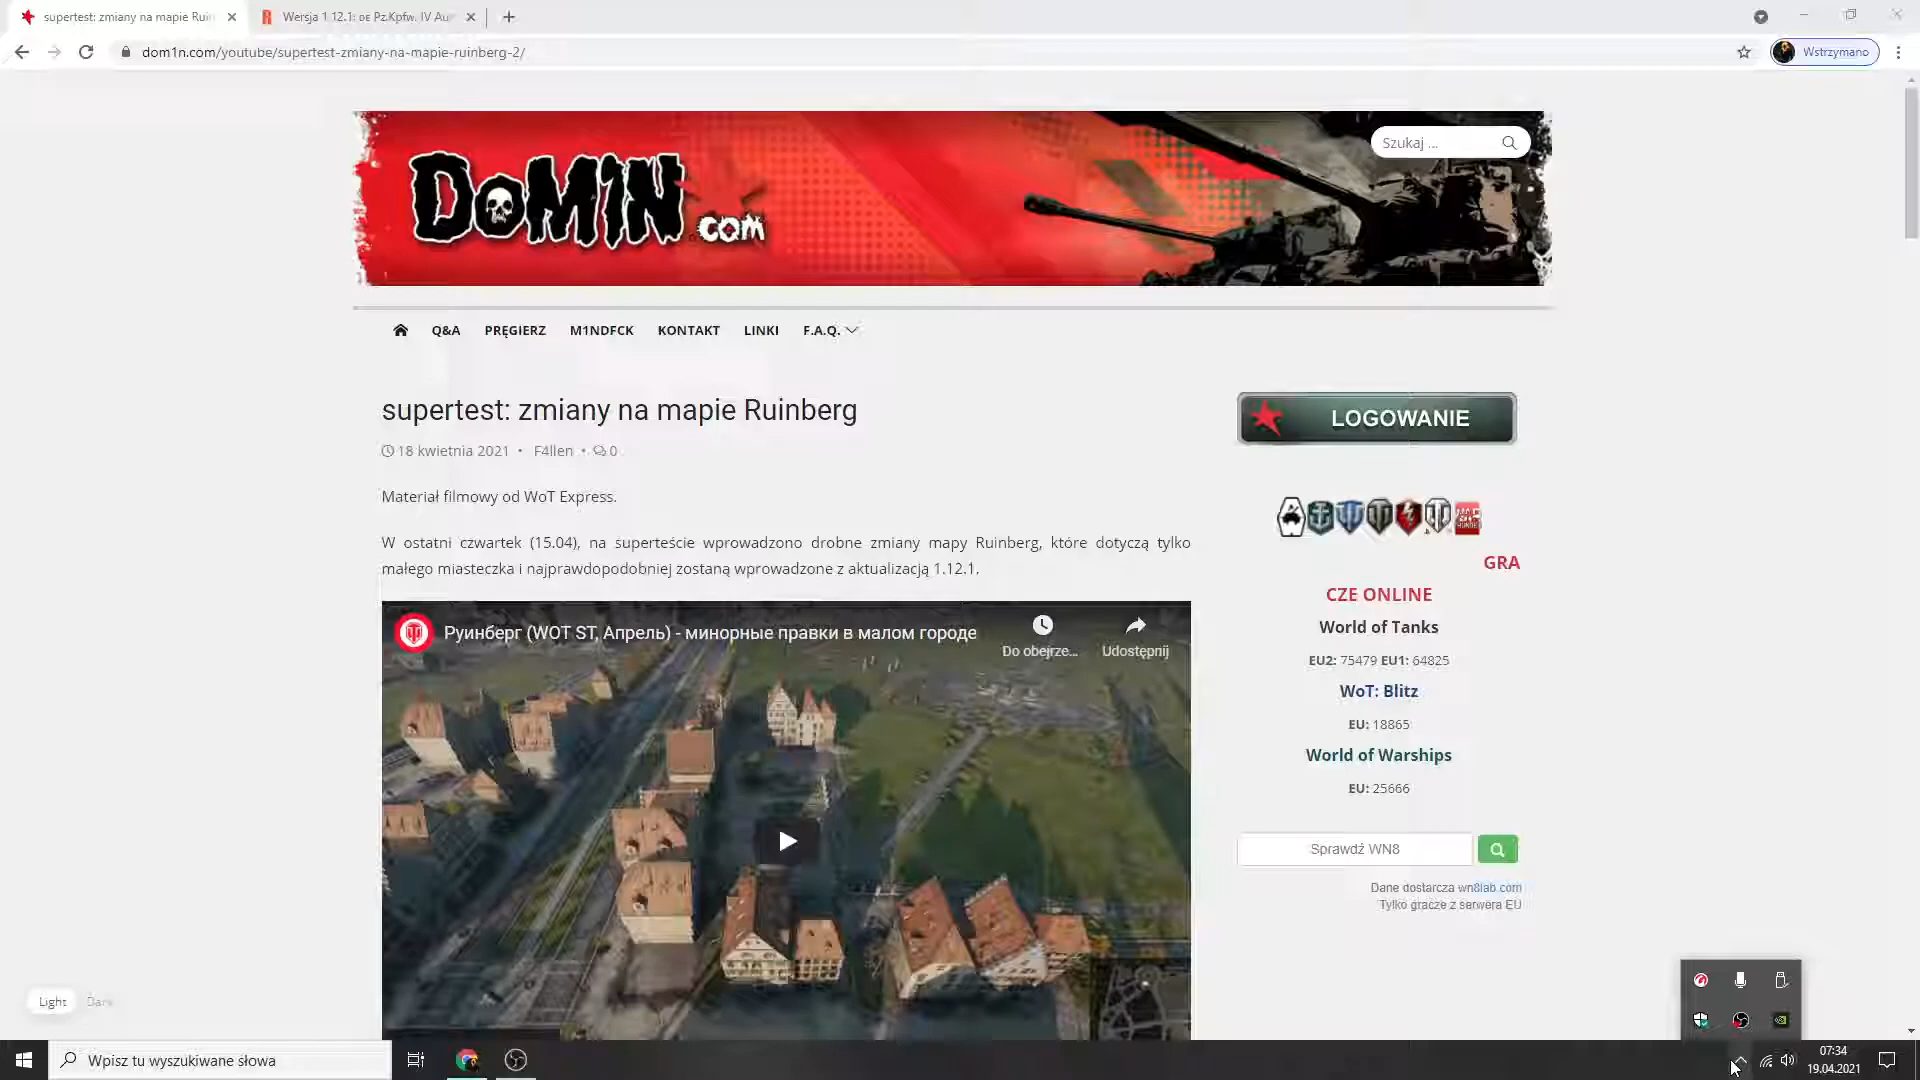 supertest: zmiany na mapie Ruin
Wersja 1.12.1: ое Pz.Kpfw. IV Au
dom1n.com/youtube/supertest-zmiany-na-mapie-ruinberg-2/
Wstrzymano
DoM1N.com
Szukaj ...
Q&A PRĘGIERZ M1NDFCK KONTAKT LINKI F.A.Q.
supertest: zmiany na mapie Ruinberg
18 kwietnia 2021 • F4llen • 0
Materiał filmowy od WoT Express.
W ostatni czwartek (15.04), na superteście wprowadzono drobne zmiany mapy Ruinberg, które dotyczą tylko
małego miasteczka i najprawdopodobniej zostaną wprowadzone z aktualizacją 1.12.1.
Руинберг (WOT ST, Апрель) - минорные правки в малом городе
Do obejrze...
Udostępnij
LOGOWANIE
GRA
CZE ONLINE
World of Tanks
EU2: 75479 EU1: 64825
WoT: Blitz
EU: 18865
World of Warships
EU: 25666
Sprawdź WN8
Dane dostarcza wn8lab.com
Tylko gracze z serwera EU
Light Dark
Wpisz tu wyszukiwane słowa
07:34
19.04.2021